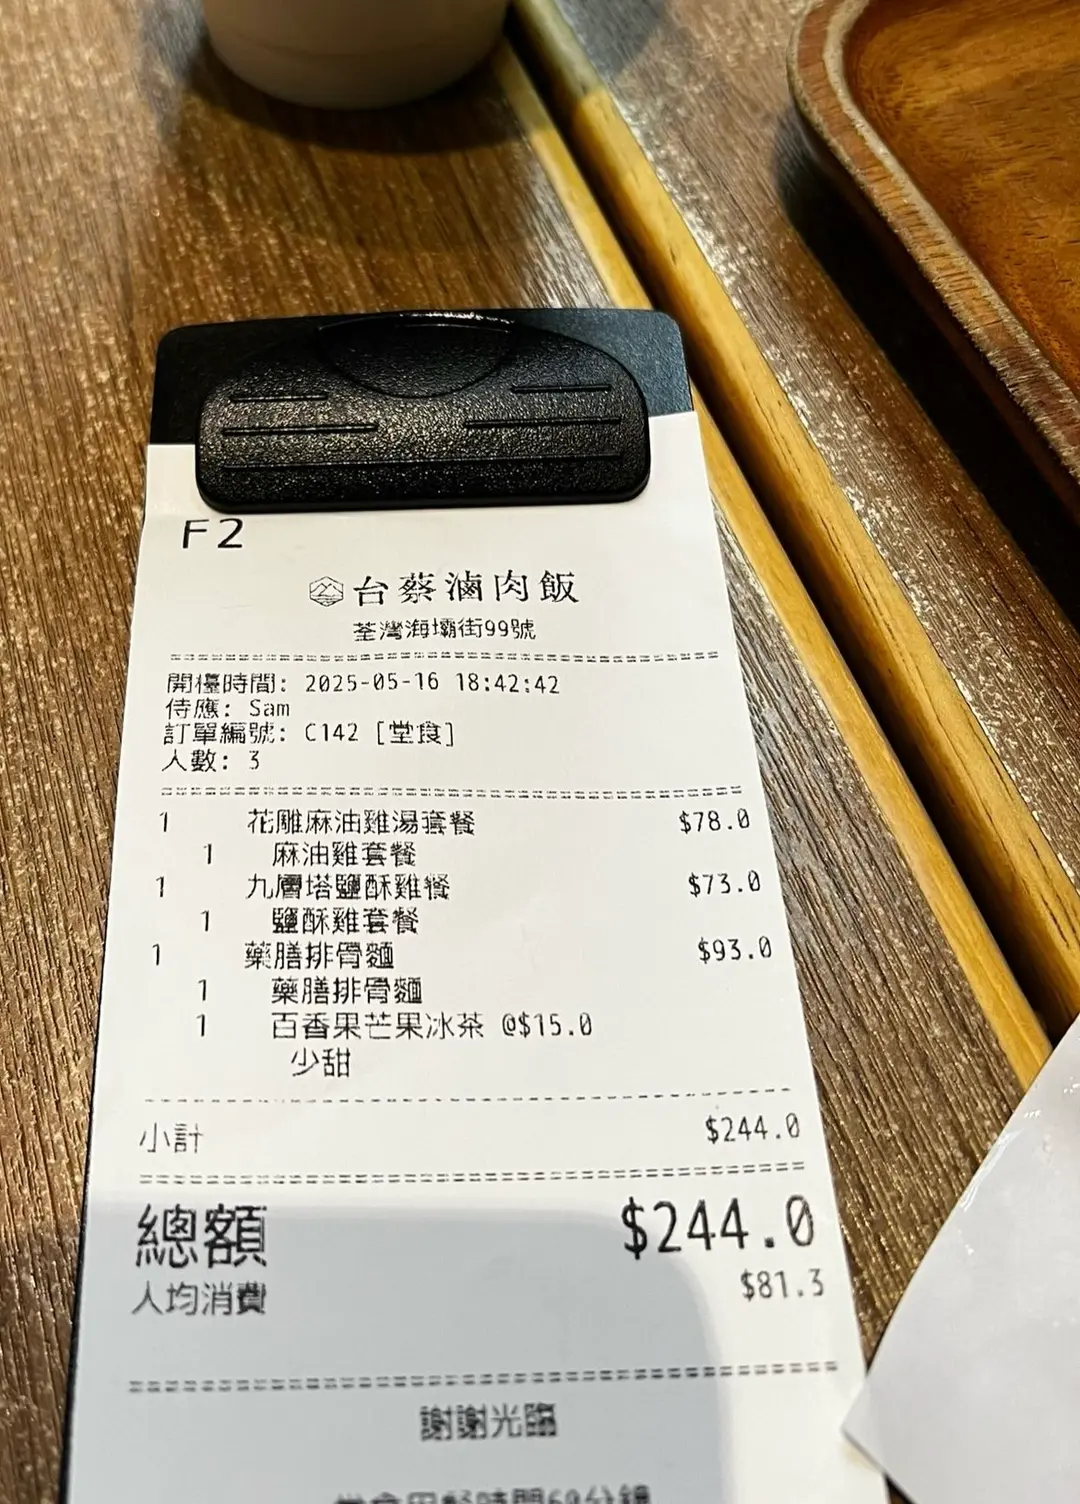 F2
台蔡滷肉飯
荃灣海壩街99號
開檯時間: 2025-05-16 18:42:42
侍應: Sam
訂單編號: C142 [堂食]
人數: 3
1 花雕麻油雞湯套餐 $78.0
1 麻油雞套餐
1 九層塔鹽酥雞餐 $73.0
1 鹽酥雞套餐
1 藥膳排骨麵 $93.0
1 藥膳排骨麵
1 百香果芒果冰茶 @$15.0
少甜
小計 $244.0
總額 $244.0
人均消費 $81.3
謝謝光臨